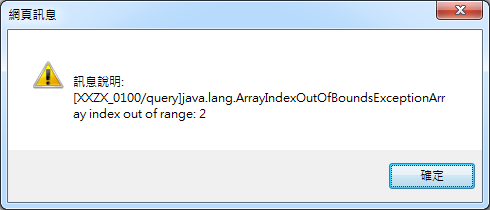 網頁訊息
訊息說明:
[XXZX_0100/query]java.lang.ArrayIndexOutOfBoundsExceptionArr
ay index out of range: 2
確定